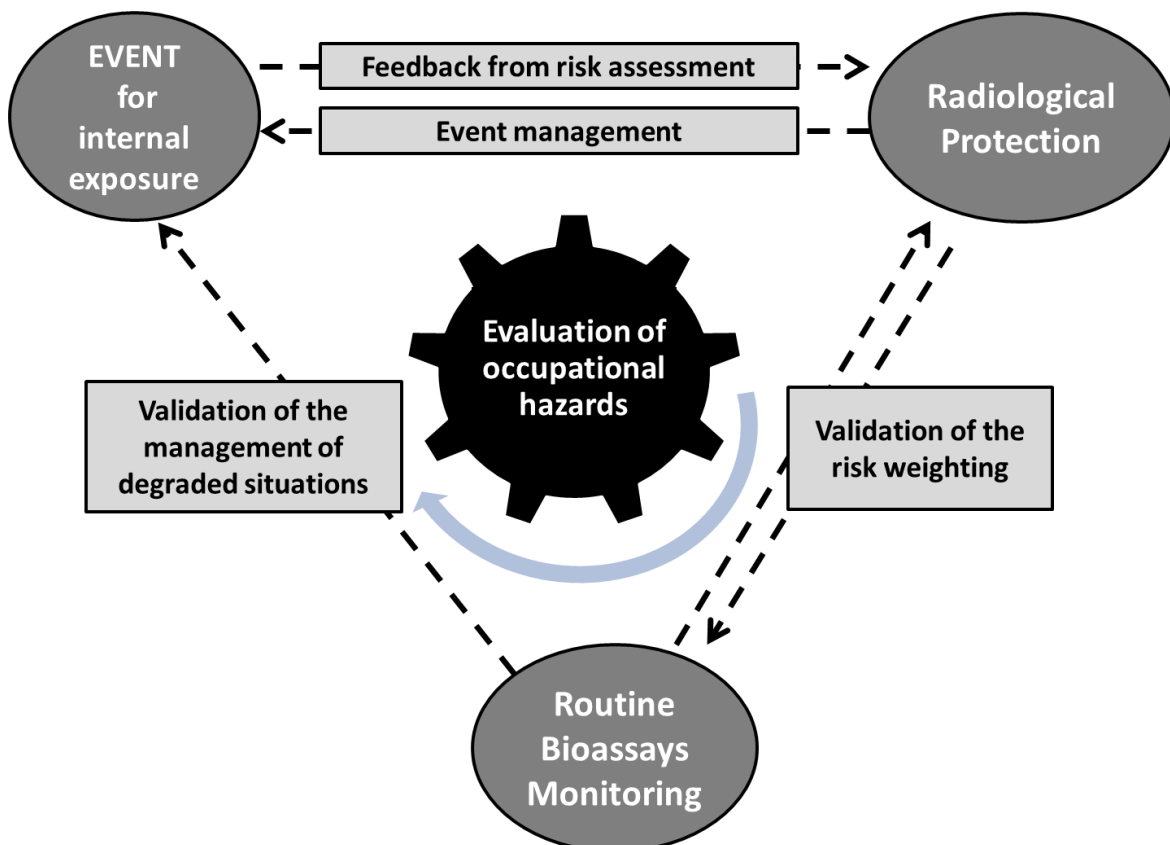 EVENT
for
internal
exposure
Feedback from risk assessment
Event management
Radiological
Protection
Evaluation of
occupational
hazards
Validation of the
management of
degraded situations
Validation of the
risk weighting
Routine
Bioassays
Monitoring